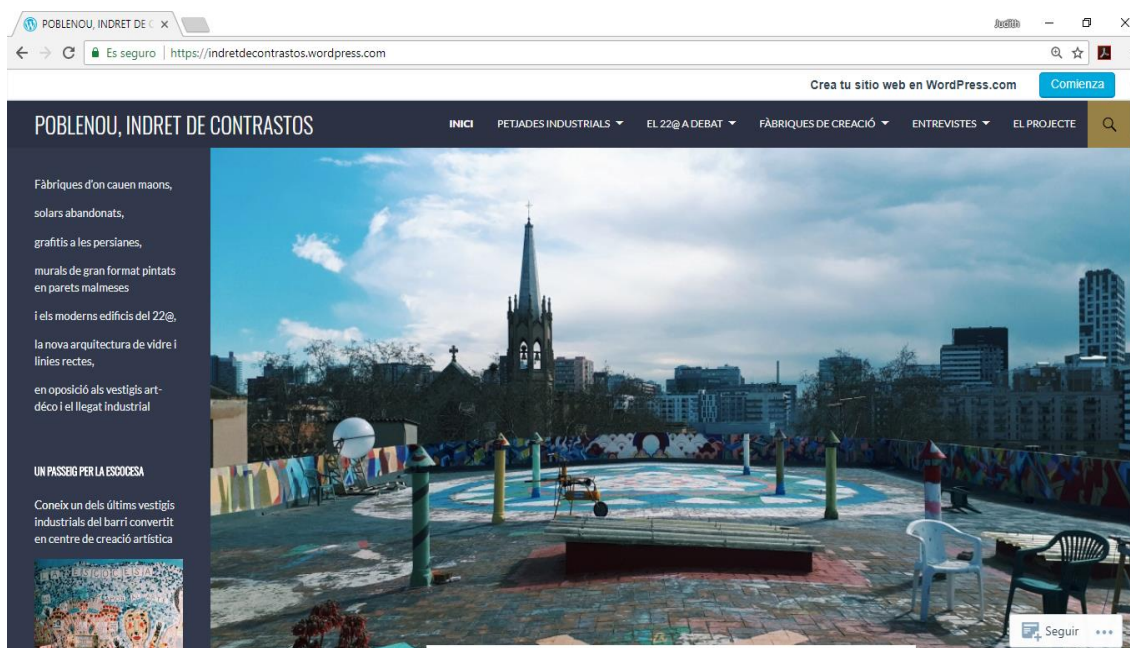 POBLENOU, INDRET DE C
Judith
Es seguro | https://indretdecontrastos.wordpress.com
Crea tu sitio web en WordPress.com
Comienza
POBLENOU, INDRET DE CONTRASTOS
INICI PETJADES INDUSTRIALS EL 22@ A DEBAT FÀBRIQUES DE CREACIÓ ENTREVISTES EL PROJECTE
Fàbriques d'on cauen maons,
solars abandonats,
grafitis a les persianes,
murals de gran format pintats
en parets malmeses
i els moderns edificis del 22@,
la nova arquitectura de vidre i
línies rectes,
en oposició als vestigis art-
déco i el llegat industrial
UN PASSEIG PER LA ESCOCESA
Coneix un dels últims vestigis
industrials del barri convertit
en centre de creació artística
LA ESCOCESA
Seguir